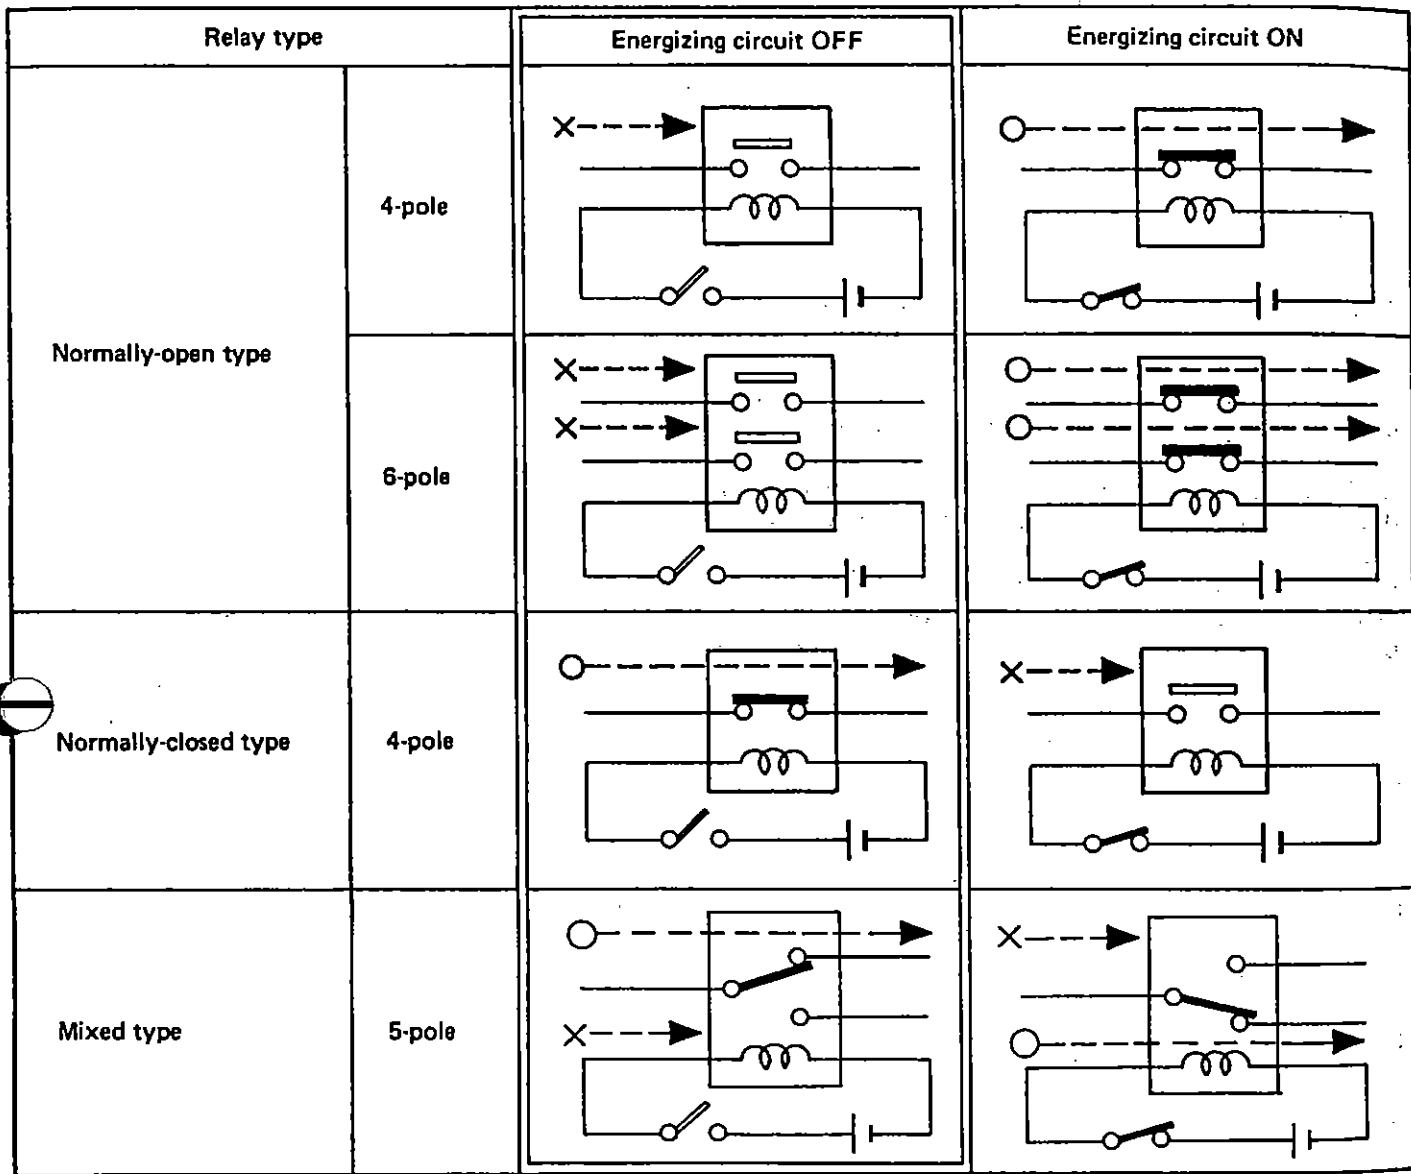 Relay type
Energizing circuit OFF
Energizing circuit ON
Normally-open type
4-pole
6-pole
Normally-closed type
4-pole
Mixed type
5-pole